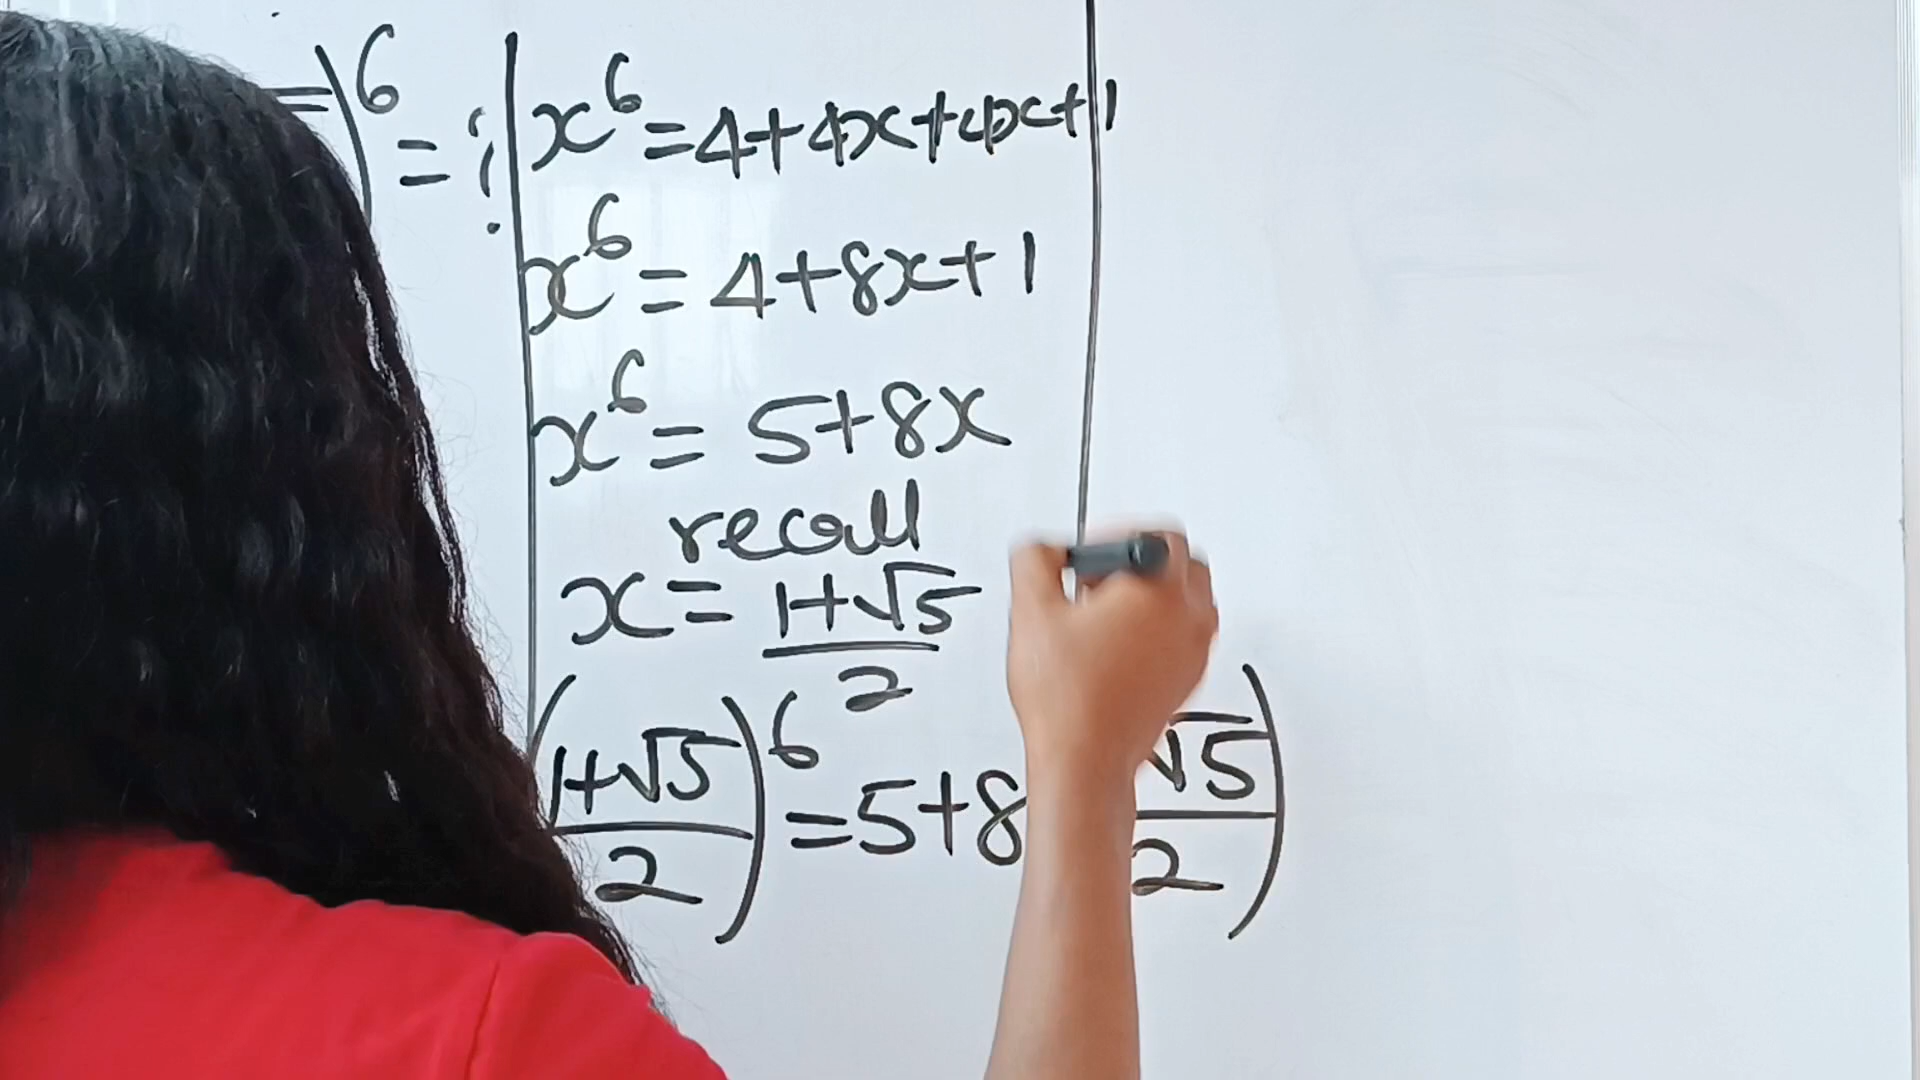 =)⁶ = ?
x⁶ = 4 + 4x + 4x + 1
x⁶ = 4 + 8x + 1
x⁶ = 5 + 8x
recall
x = (1 + √5)/2
((1 + √5)/2)⁶ = 5 + 8 √5/2)